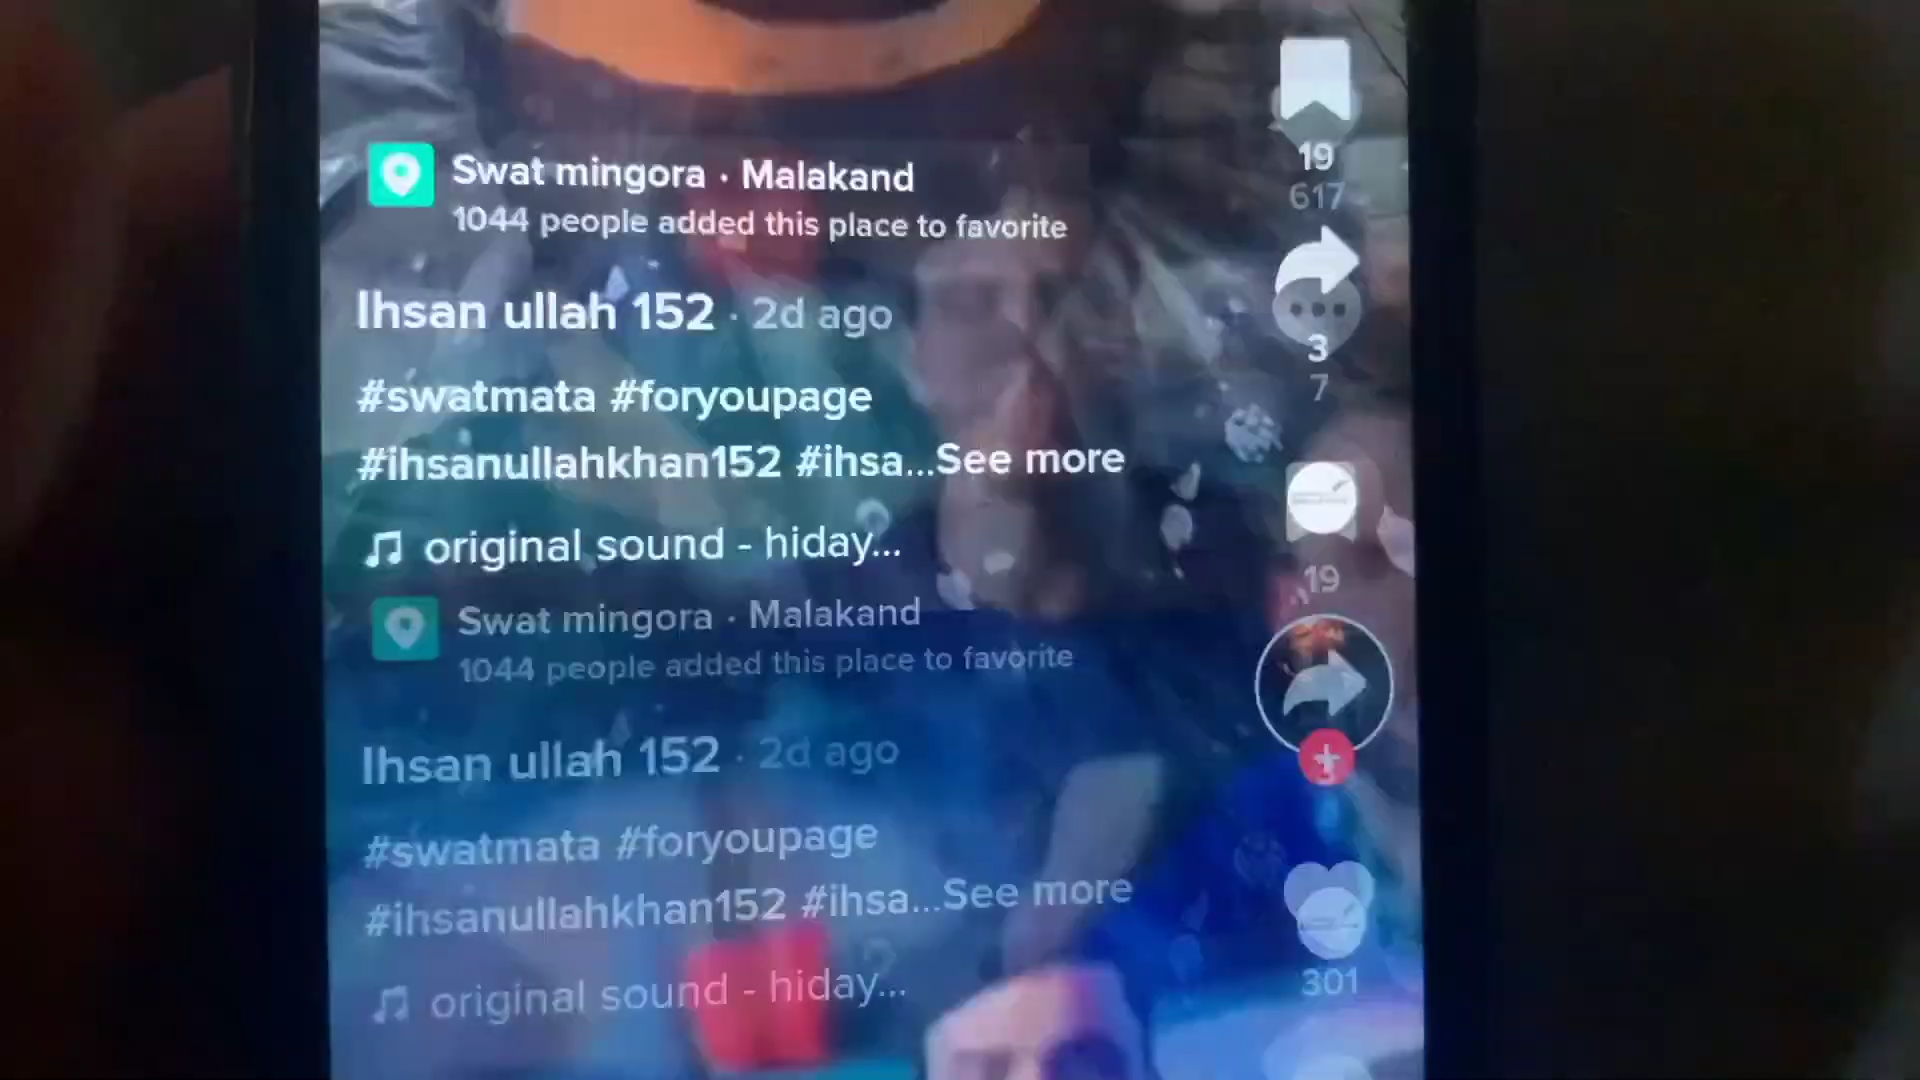 19
617
Swat mingora · Malakand
1044 people added this place to favorite
Ihsan ullah 152 · 2d ago
3
7
#swatmata #foryoupage
#ihsanullahkhan152 #ihsa...See more
original sound - hiday...
19
Swat mingora · Malakand
1044 people added this place to favorite
Ihsan ullah 152 · 2d ago
3
#swatmata #foryoupage
#ihsanullahkhan152 #ihsa...See more
original sound - hiday...
301